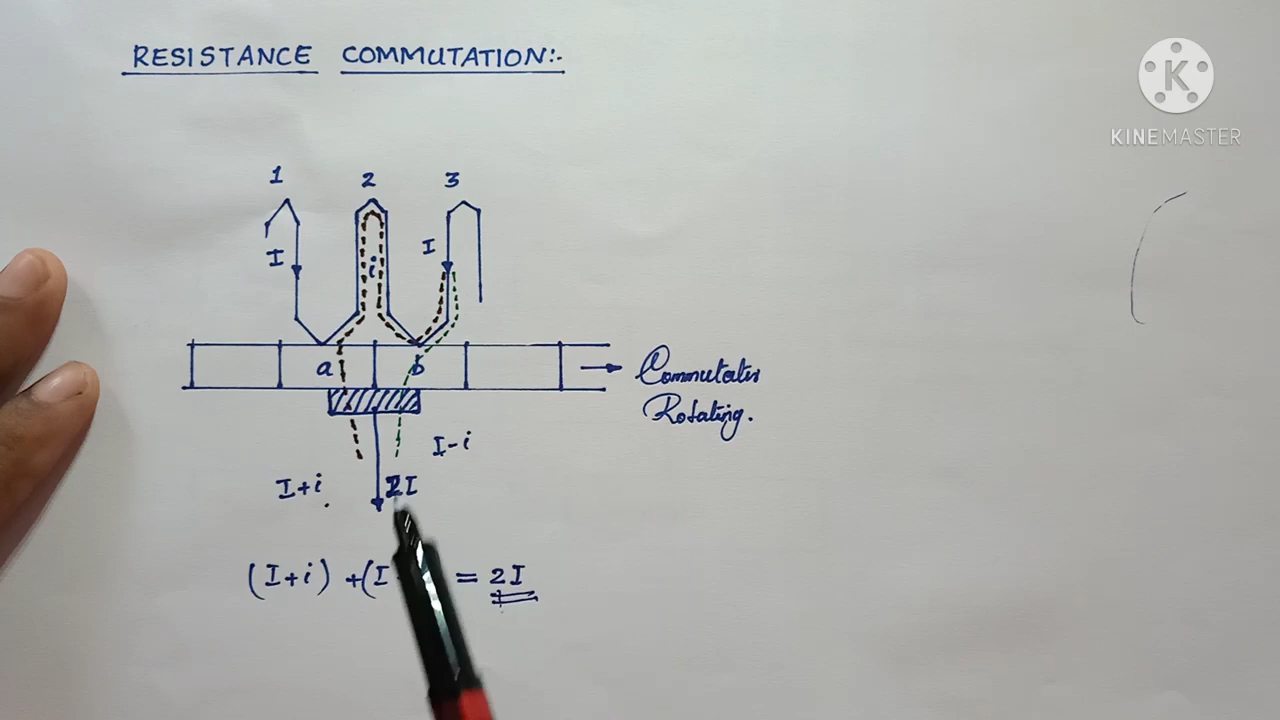 RESISTANCE COMMUTATION:-
K
KINEMASTER
1 2 3
I i I
a b
Commutator
Rotating.
I-i
I+i 2I
(I+i) +(I = 2I